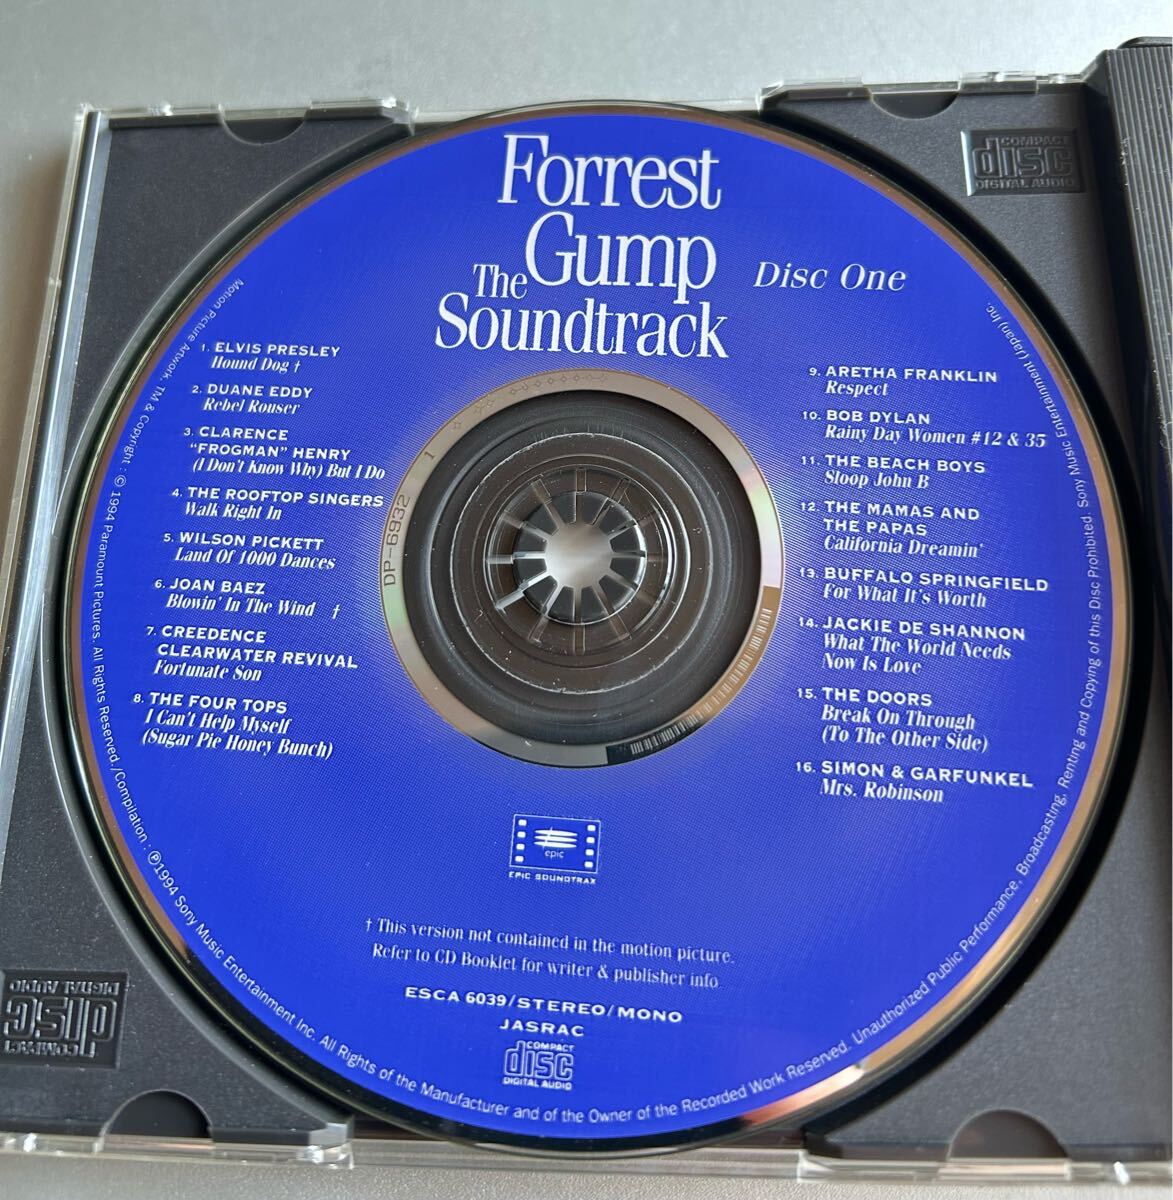 Forrest
Gump
The
Soundtrack
Disc One
1. ELVIS PRESLEY
Hound Dog †
2. DUANE EDDY
Rebel Rouser
3. CLARENCE
"FROGMAN" HENRY
(I Don't Know Why) But I Do
4. THE ROOFTOP SINGERS
Walk Right In
5. WILSON PICKETT
Land Of 1000 Dances
6. JOAN BAEZ
Blowin' In The Wind †
7. CREEDENCE
CLEARWATER REVIVAL
Fortunate Son
8. THE FOUR TOPS
I Can't Help Myself
(Sugar Pie Honey Bunch)
9. ARETHA FRANKLIN
Respect
10. BOB DYLAN
Rainy Day Women #12 & 35
11. THE BEACH BOYS
Sloop John B
12. THE MAMAS AND
THE PAPAS
California Dreamin'
13. BUFFALO SPRINGFIELD
For What It's Worth
14. JACKIE DE SHANNON
What The World Needs
Now Is Love
15. THE DOORS
Break On Through
(To The Other Side)
16. SIMON & GARFUNKEL
Mrs. Robinson
DP-6932 1
epic
EPIC SOUNDTRAX
† This version not contained in the motion picture.
Refer to CD Booklet for writer & publisher info
ESCA 6039/STEREO/MONO
JASRAC
COMPACT
disc
DIGITAL AUDIO
Motion Picture Artwork, TM & Copyright : © 1994 Paramount Pictures. All Rights Reserved./Compilation : ℗1994 Sony Music Entertainment Inc. All Rights of the Manufacturer and of the Owner of the Recorded Work Reserved. Unauthorized Public Performance, Broadcasting, Renting and Copying of this Disc Prohibited. Sony Music Entertainment (Japan) Inc.
COMPACT
disc
DIGITAL AUDIO
COMPACT
disc
DIGITAL AUDIO